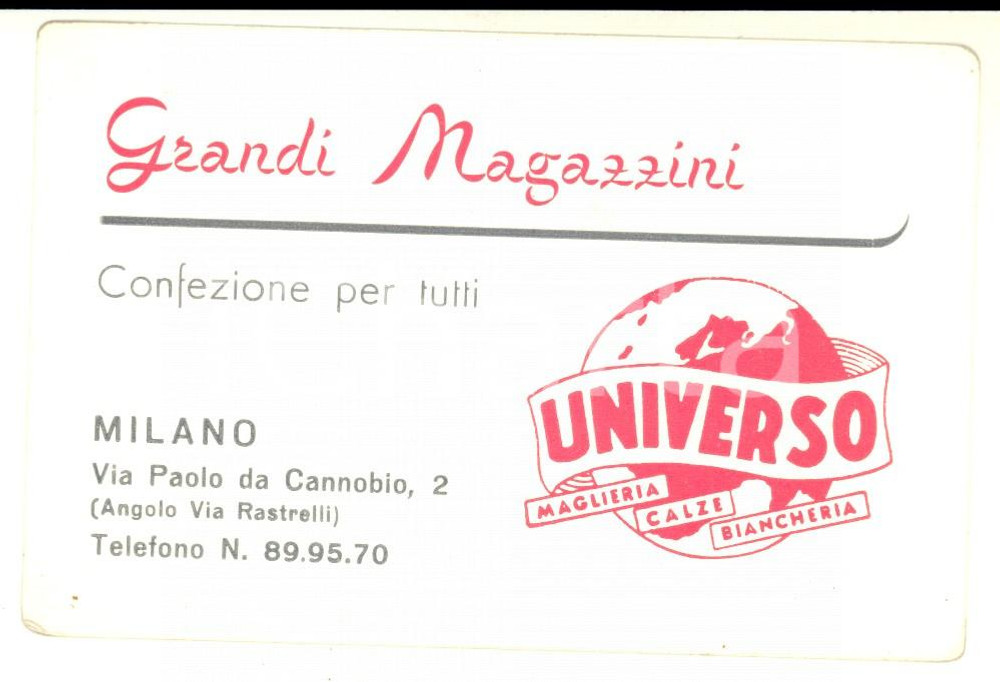 Grandi Magazzini
Confezione per tutti
MILANO
Via Paolo da Cannobio, 2
(Angolo Via Rastrelli)
Telefono N. 89.95.70
UNIVERSO
MAGLIERIA
CALZE
BIANCHERIA